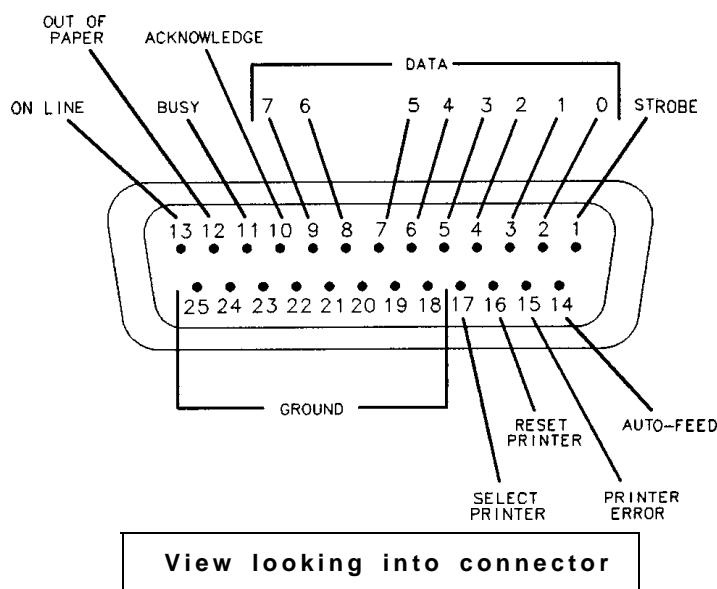 OUT OF
PAPER
ACKNOWLEDGE
DATA
ON LINE
BUSY
7 6 5 4 3 2 1 0
STROBE
13 12 11 10 9 8 7 6 5 4 3 2 1
25 24 23 22 21 20 19 18 17 16 15 14
GROUND
RESET
PRINTER
AUTO-FEED
SELECT
PRINTER
PRINTER
ERROR
View looking into connector